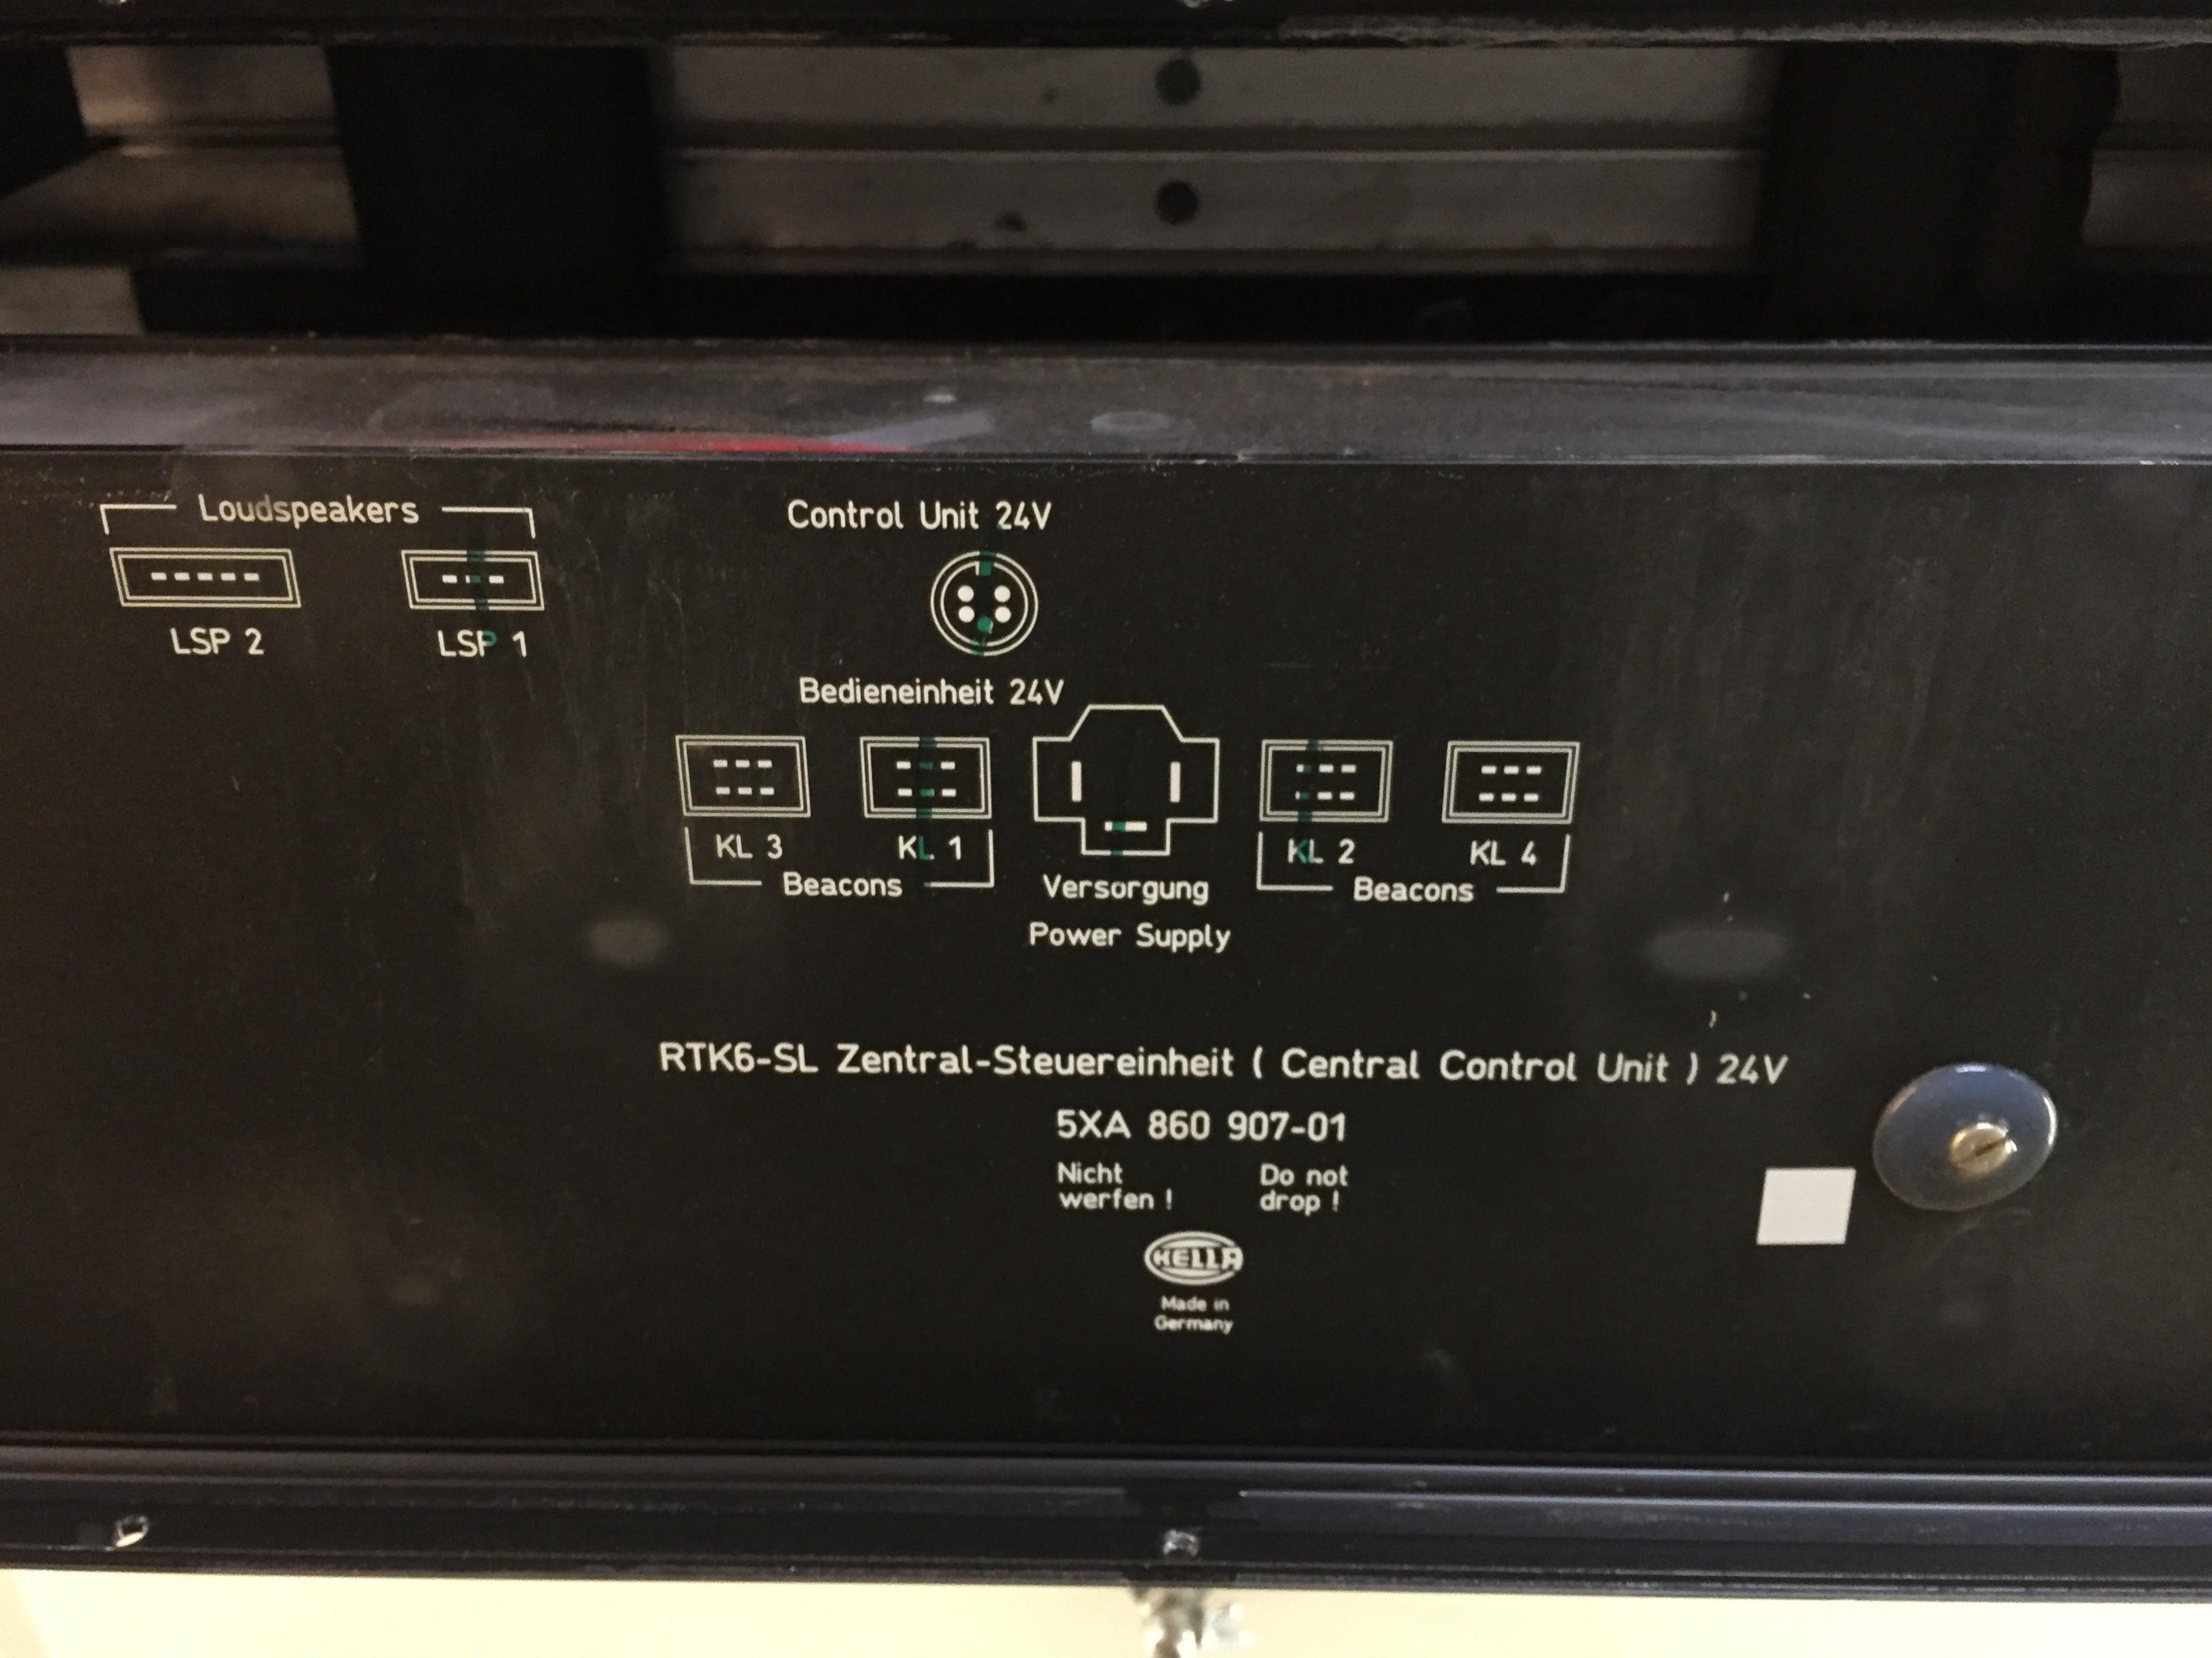 Loudspeakers
LSP 2
LSP 1
Control Unit 24V
Bedieneinheit 24V
KL 3
KL 1
Beacons
Versorgung
Power Supply
KL 2
KL 4
Beacons
RTK6-SL Zentral-Steuereinheit ( Central Control Unit ) 24V
5XA 860 907-01
Nicht
werfen !
Do not
drop !
HELLA
Made in
Germany